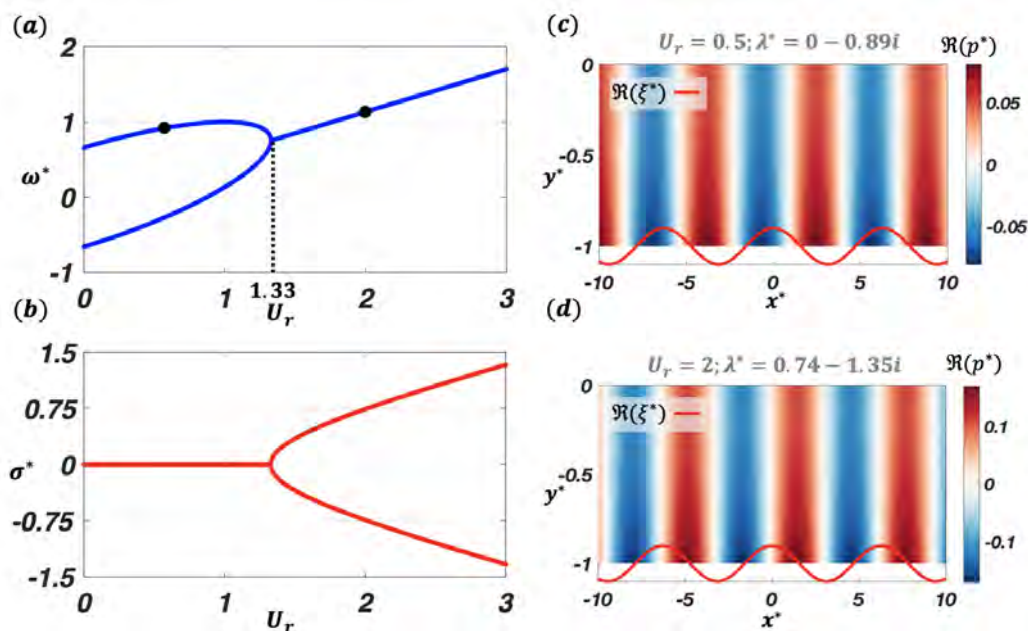 (a)
2
1
ω*
0
-1
0
1
1.33
2
3
U_r
(b)
1.5
0.75
σ*
0
-0.75
-1.5
0
1
2
3
U_r
(c)
U_r = 0.5; λ* = 0 − 0.89i
ℜ(p*)
ℜ(ξ*)
0
-0.5
y*
-1
-10
-5
0
5
10
x*
0.05
0
-0.05
(d)
U_r = 2; λ* = 0.74 − 1.35i
ℜ(p*)
ℜ(ξ*)
0
-0.5
y*
-1
-10
-5
0
5
10
x*
0.1
0
-0.1